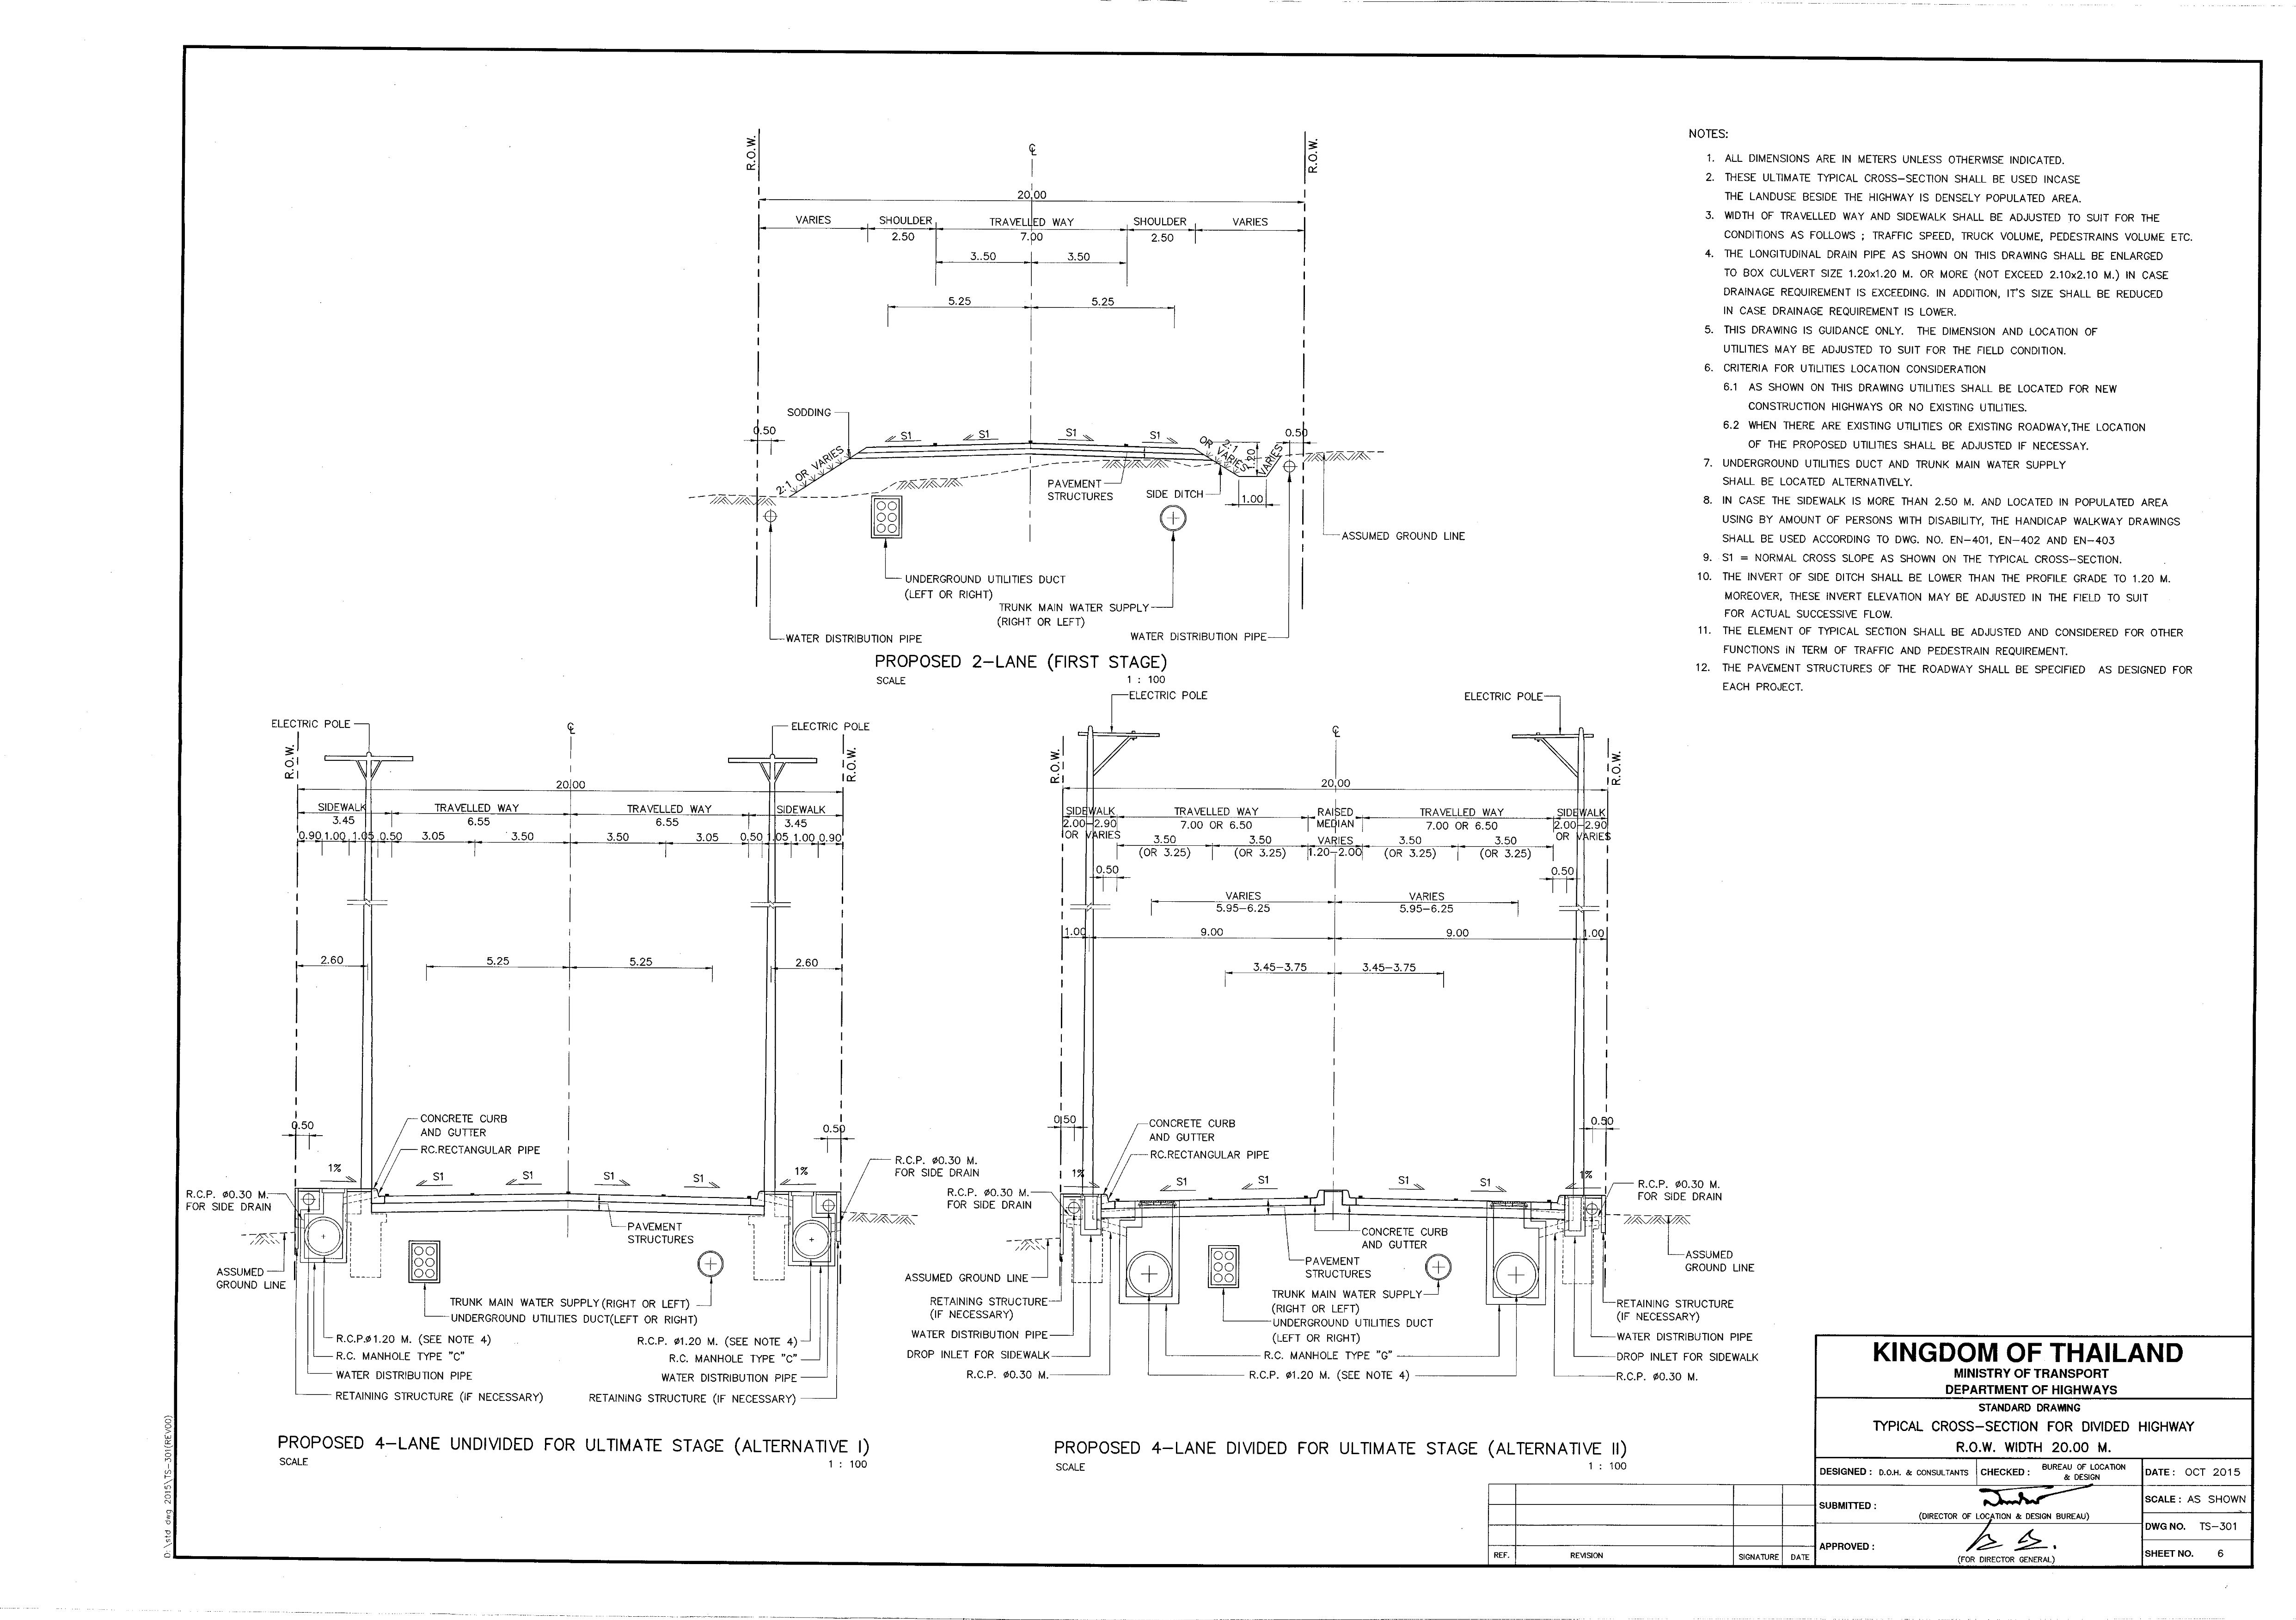 R.O.W.
℄
R.O.W.
20.00
VARIES SHOULDER TRAVELLED WAY SHOULDER VARIES
2.50 7.00 2.50
3..50 3.50
5.25 5.25
SODDING
0.50 S1 S1 S1 S1 0.50
2:1 OR VARIES
2:1 OR VARIES
1.20
VARIES
PAVEMENT
STRUCTURES
SIDE DITCH
1.00
ASSUMED GROUND LINE
UNDERGROUND UTILITIES DUCT
(LEFT OR RIGHT)
TRUNK MAIN WATER SUPPLY
(RIGHT OR LEFT)
WATER DISTRIBUTION PIPE WATER DISTRIBUTION PIPE
PROPOSED 2-LANE (FIRST STAGE)
SCALE 1 : 100
NOTES:
1. ALL DIMENSIONS ARE IN METERS UNLESS OTHERWISE INDICATED.
2. THESE ULTIMATE TYPICAL CROSS-SECTION SHALL BE USED INCASE
THE LANDUSE BESIDE THE HIGHWAY IS DENSELY POPULATED AREA.
3. WIDTH OF TRAVELLED WAY AND SIDEWALK SHALL BE ADJUSTED TO SUIT FOR THE
CONDITIONS AS FOLLOWS ; TRAFFIC SPEED, TRUCK VOLUME, PEDESTRAINS VOLUME ETC.
4. THE LONGITUDINAL DRAIN PIPE AS SHOWN ON THIS DRAWING SHALL BE ENLARGED
TO BOX CULVERT SIZE 1.20x1.20 M. OR MORE (NOT EXCEED 2.10x2.10 M.) IN CASE
DRAINAGE REQUIREMENT IS EXCEEDING. IN ADDITION, IT'S SIZE SHALL BE REDUCED
IN CASE DRAINAGE REQUIREMENT IS LOWER.
5. THIS DRAWING IS GUIDANCE ONLY. THE DIMENSION AND LOCATION OF
UTILITIES MAY BE ADJUSTED TO SUIT FOR THE FIELD CONDITION.
6. CRITERIA FOR UTILITIES LOCATION CONSIDERATION
6.1 AS SHOWN ON THIS DRAWING UTILITIES SHALL BE LOCATED FOR NEW
CONSTRUCTION HIGHWAYS OR NO EXISTING UTILITIES.
6.2 WHEN THERE ARE EXISTING UTILITIES OR EXISTING ROADWAY,THE LOCATION
OF THE PROPOSED UTILITIES SHALL BE ADJUSTED IF NECESSAY.
7. UNDERGROUND UTILITIES DUCT AND TRUNK MAIN WATER SUPPLY
SHALL BE LOCATED ALTERNATIVELY.
8. IN CASE THE SIDEWALK IS MORE THAN 2.50 M. AND LOCATED IN POPULATED AREA
USING BY AMOUNT OF PERSONS WITH DISABILITY, THE HANDICAP WALKWAY DRAWINGS
SHALL BE USED ACCORDING TO DWG. NO. EN-401, EN-402 AND EN-403
9. S1 = NORMAL CROSS SLOPE AS SHOWN ON THE TYPICAL CROSS-SECTION.
10. THE INVERT OF SIDE DITCH SHALL BE LOWER THAN THE PROFILE GRADE TO 1.20 M.
MOREOVER, THESE INVERT ELEVATION MAY BE ADJUSTED IN THE FIELD TO SUIT
FOR ACTUAL SUCCESSIVE FLOW.
11. THE ELEMENT OF TYPICAL SECTION SHALL BE ADJUSTED AND CONSIDERED FOR OTHER
FUNCTIONS IN TERM OF TRAFFIC AND PEDESTRAIN REQUIREMENT.
12. THE PAVEMENT STRUCTURES OF THE ROADWAY SHALL BE SPECIFIED AS DESIGNED FOR
EACH PROJECT.
ELECTRIC POLE ℄ ELECTRIC POLE
R.O.W. R.O.W.
20.00
SIDEWALK TRAVELLED WAY TRAVELLED WAY SIDEWALK
3.45 6.55 6.55 3.45
0.90 1.00 1.05 0.50 3.05 3.50 3.50 3.05 0.50 1.05 1.00 0.90
2.60 5.25 5.25 2.60
0.50
CONCRETE CURB
AND GUTTER
RC.RECTANGULAR PIPE
0.50
R.C.P. ø0.30 M.
FOR SIDE DRAIN
1% S1 S1 S1 S1 1%
R.C.P. ø0.30 M.
FOR SIDE DRAIN
PAVEMENT
STRUCTURES
ASSUMED
GROUND LINE
TRUNK MAIN WATER SUPPLY(RIGHT OR LEFT)
UNDERGROUND UTILITIES DUCT(LEFT OR RIGHT)
R.C.P.ø1.20 M. (SEE NOTE 4) R.C.P. ø1.20 M. (SEE NOTE 4)
R.C. MANHOLE TYPE "C" R.C. MANHOLE TYPE "C"
WATER DISTRIBUTION PIPE WATER DISTRIBUTION PIPE
RETAINING STRUCTURE (IF NECESSARY) RETAINING STRUCTURE (IF NECESSARY)
PROPOSED 4-LANE UNDIVIDED FOR ULTIMATE STAGE (ALTERNATIVE I)
SCALE 1 : 100
ELECTRIC POLE ELECTRIC POLE
℄
R.O.W. R.O.W.
20.00
SIDEWALK TRAVELLED WAY RAISED TRAVELLED WAY SIDEWALK
2.00-2.90 7.00 OR 6.50 MEDIAN 7.00 OR 6.50 2.00-2.90
OR VARIES 3.50 3.50 VARIES 3.50 3.50 OR VARIES
(OR 3.25) (OR 3.25) 1.20-2.00 (OR 3.25) (OR 3.25)
0.50 0.50
VARIES VARIES
5.95-6.25 5.95-6.25
1.00 9.00 9.00 1.00
3.45-3.75 3.45-3.75
0.50 0.50
CONCRETE CURB
AND GUTTER
RC.RECTANGULAR PIPE
1% S1 S1 S1 S1 1%
R.C.P. ø0.30 M.
FOR SIDE DRAIN
R.C.P. ø0.30 M.
FOR SIDE DRAIN
CONCRETE CURB
AND GUTTER
PAVEMENT
STRUCTURES
ASSUMED
GROUND LINE
ASSUMED GROUND LINE
RETAINING STRUCTURE
(IF NECESSARY)
TRUNK MAIN WATER SUPPLY
(RIGHT OR LEFT)
UNDERGROUND UTILITIES DUCT
(LEFT OR RIGHT)
RETAINING STRUCTURE
(IF NECESSARY)
WATER DISTRIBUTION PIPE WATER DISTRIBUTION PIPE
DROP INLET FOR SIDEWALK R.C. MANHOLE TYPE "G" DROP INLET FOR SIDEWALK
R.C.P. ø0.30 M. R.C.P. ø1.20 M. (SEE NOTE 4) R.C.P. ø0.30 M.
PROPOSED 4-LANE DIVIDED FOR ULTIMATE STAGE (ALTERNATIVE II)
SCALE 1 : 100
KINGDOM OF THAILAND
MINISTRY OF TRANSPORT
DEPARTMENT OF HIGHWAYS
STANDARD DRAWING
TYPICAL CROSS-SECTION FOR DIVIDED HIGHWAY
R.O.W. WIDTH 20.00 M.
DESIGNED : D.O.H. & CONSULTANTS CHECKED : BUREAU OF LOCATION & DESIGN DATE : OCT 2015
SUBMITTED : SCALE : AS SHOWN
(DIRECTOR OF LOCATION & DESIGN BUREAU)
DWG NO. TS-301
APPROVED :
(FOR DIRECTOR GENERAL)
SHEET NO. 6
REF. REVISION SIGNATURE DATE
D:\std dwg 2015\TS-301(REV00)